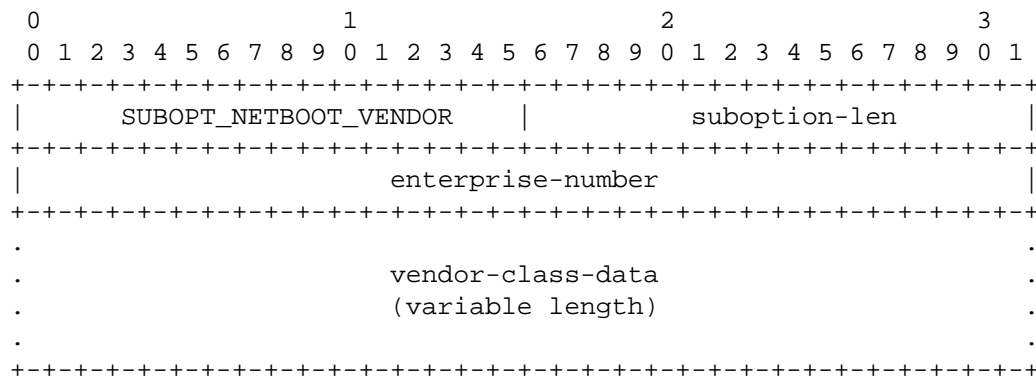 0                   1                   2                   3
 0 1 2 3 4 5 6 7 8 9 0 1 2 3 4 5 6 7 8 9 0 1 2 3 4 5 6 7 8 9 0 1
+-+-+-+-+-+-+-+-+-+-+-+-+-+-+-+-+-+-+-+-+-+-+-+-+-+-+-+-+-+-+-+-+
|      SUBOPT_NETBOOT_VENDOR    |          suboption-len        |
+-+-+-+-+-+-+-+-+-+-+-+-+-+-+-+-+-+-+-+-+-+-+-+-+-+-+-+-+-+-+-+-+
|                       enterprise-number                       |
+-+-+-+-+-+-+-+-+-+-+-+-+-+-+-+-+-+-+-+-+-+-+-+-+-+-+-+-+-+-+-+-+
.                                                               .
.                       vendor-class-data                       .
.                       (variable length)                       .
.                                                               .
+-+-+-+-+-+-+-+-+-+-+-+-+-+-+-+-+-+-+-+-+-+-+-+-+-+-+-+-+-+-+-+-+